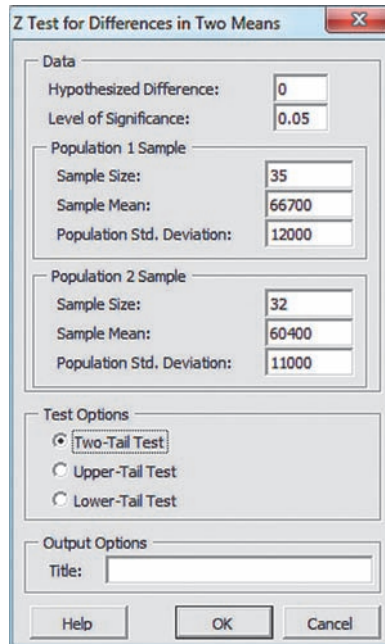 Z Test for Differences in Two Means
Data
Hypothesized Difference: 0
Level of Significance: 0.05
Population 1 Sample
Sample Size: 35
Sample Mean: 66700
Population Std. Deviation: 12000
Population 2 Sample
Sample Size: 32
Sample Mean: 60400
Population Std. Deviation: 11000
Test Options
Two-Tail Test
Upper-Tail Test
Lower-Tail Test
Output Options
Title:
Help OK Cancel